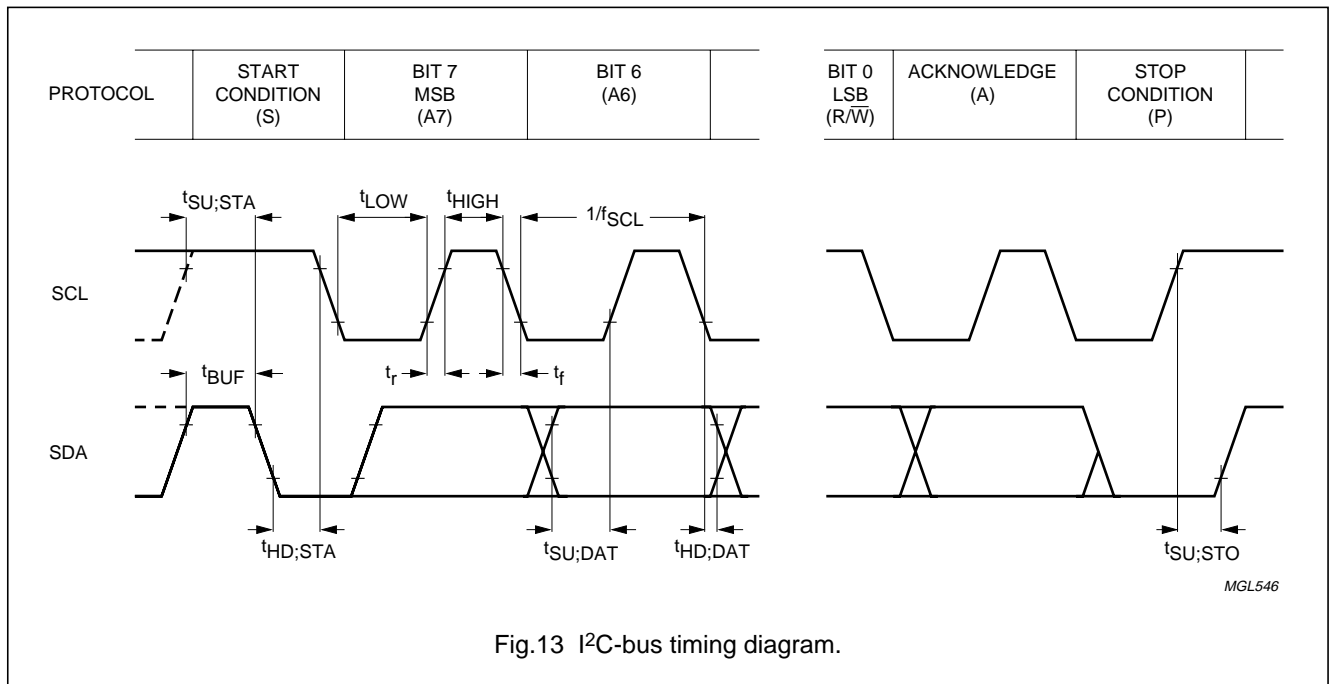 PROTOCOL
START
CONDITION
(S)
BIT 7
MSB
(A7)
BIT 6
(A6)
BIT 0
LSB
(R/W̅)
ACKNOWLEDGE
(A)
STOP
CONDITION
(P)
tSU;STA
tLOW
tHIGH
1/fSCL
SCL
tBUF
tr
tf
SDA
tHD;STA
tSU;DAT
tHD;DAT
tSU;STO
MGL546
Fig.13 I²C-bus timing diagram.